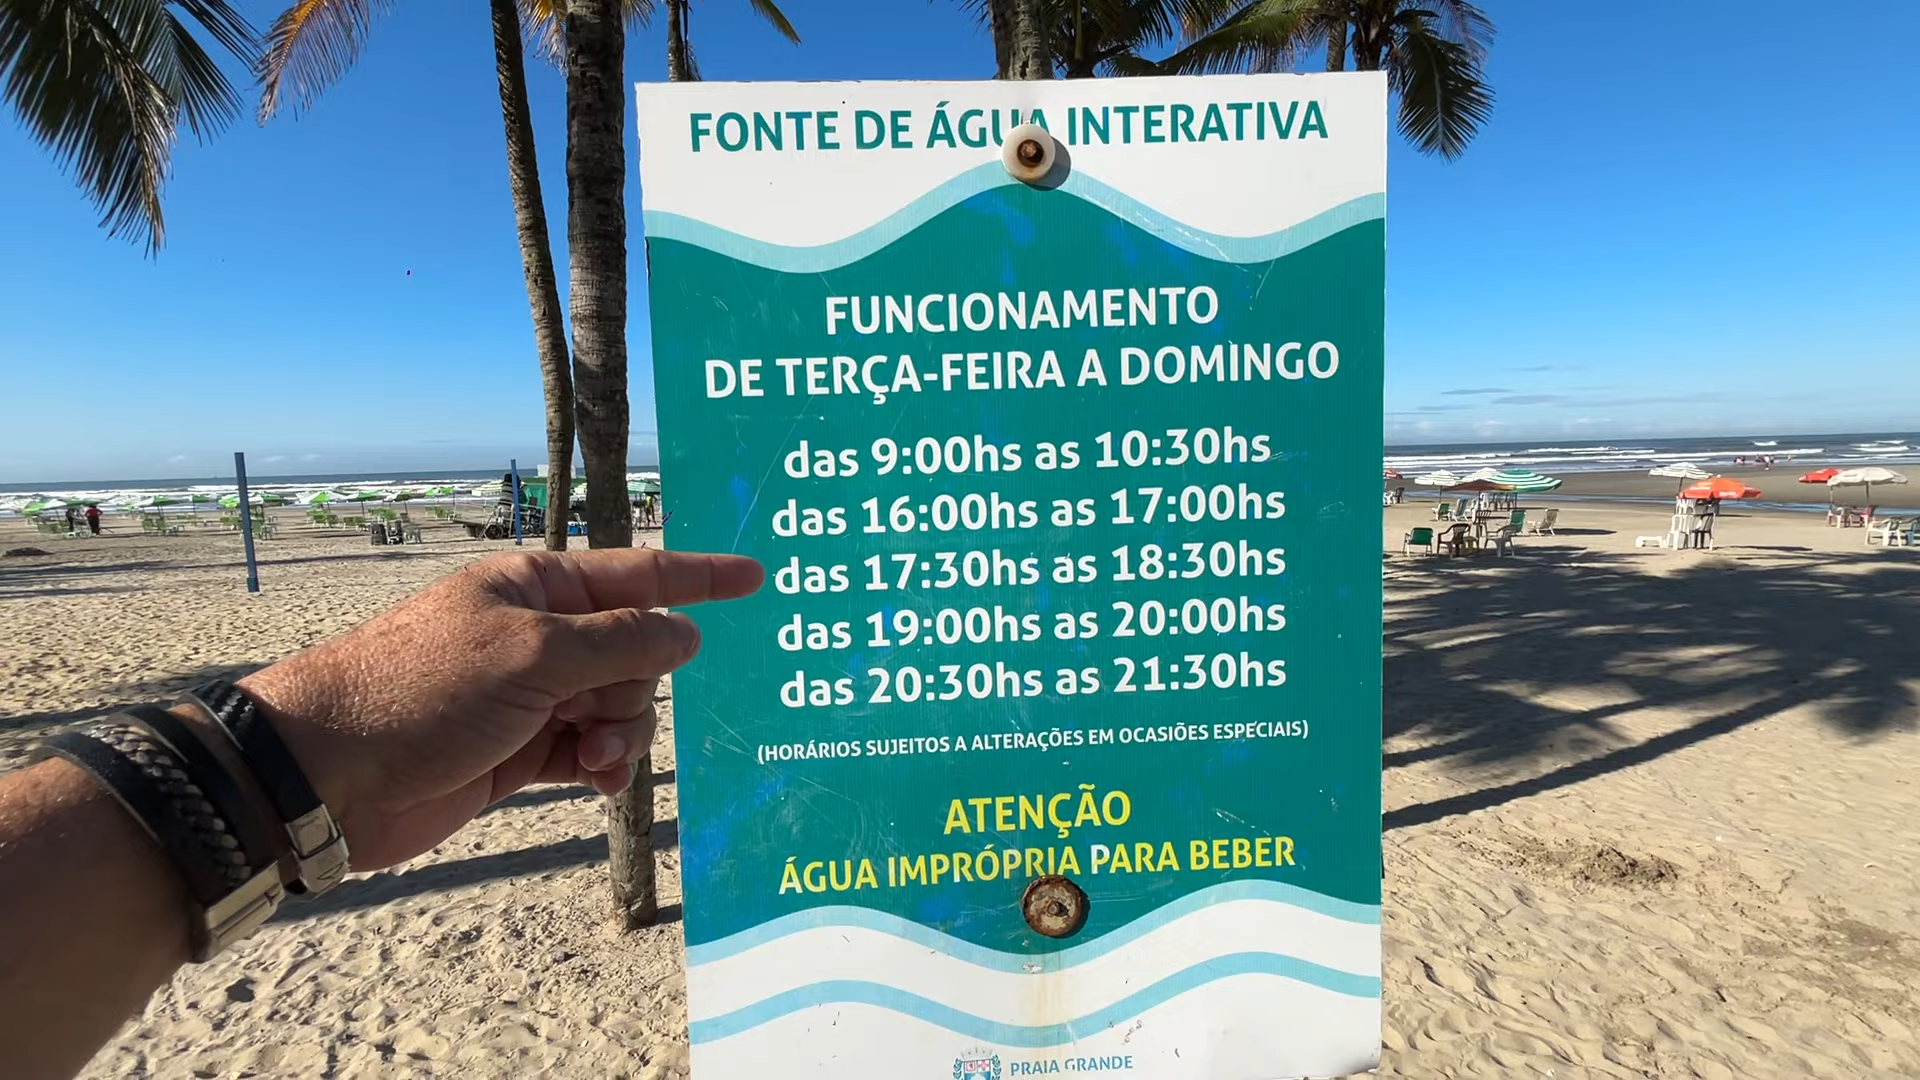 FONTE DE ÁGUA INTERATIVA
FUNCIONAMENTO
DE TERÇA-FEIRA A DOMINGO
das 9:00hs as 10:30hs
das 16:00hs as 17:00hs
das 17:30hs as 18:30hs
das 19:00hs as 20:00hs
das 20:30hs as 21:30hs
(HORÁRIOS SUJEITOS A ALTERAÇÕES EM OCASIÕES ESPECIAIS)
ATENÇÃO
ÁGUA IMPRÓPRIA PARA BEBER
PRAIA GRANDE